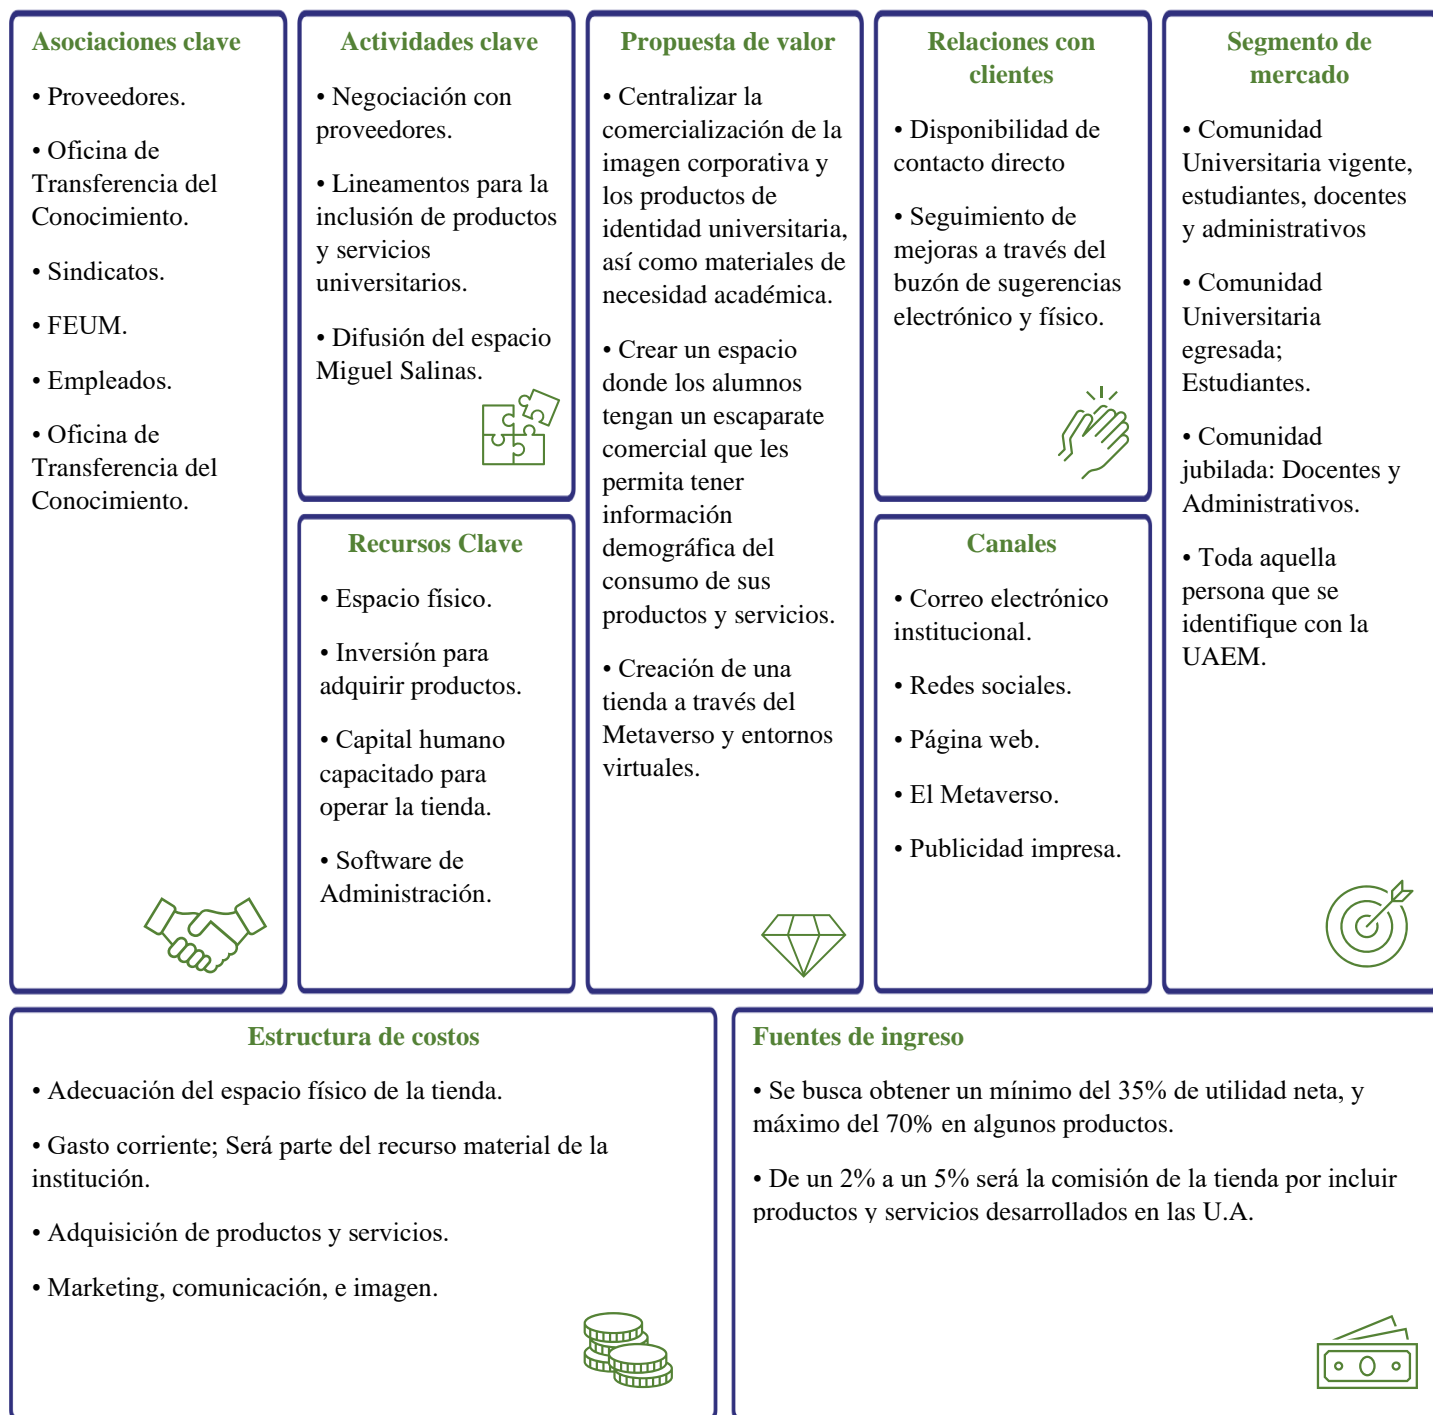 Asociaciones clave
• Proveedores.
• Oficina de
Transferencia del
Conocimiento.
• Sindicatos.
• FEUM.
• Empleados.
• Oficina de
Transferencia del
Conocimiento.
Actividades clave
• Negociación con
proveedores.
• Lineamentos para la
inclusión de productos
y servicios
universitarios.
• Difusión del espacio
Miguel Salinas.
Recursos Clave
• Espacio físico.
• Inversión para
adquirir productos.
• Capital humano
capacitado para
operar la tienda.
• Software de
Administración.
Propuesta de valor
• Centralizar la
comercialización de la
imagen corporativa y
los productos de
identidad universitaria,
así como materiales de
necesidad académica.
• Crear un espacio
donde los alumnos
tengan un escaparate
comercial que les
permita tener
información
demográfica del
consumo de sus
productos y servicios.
• Creación de una
tienda a través del
Metaverso y entornos
virtuales.
Relaciones con
clientes
• Disponibilidad de
contacto directo
• Seguimiento de
mejoras a través del
buzón de sugerencias
electrónico y físico.
Canales
• Correo electrónico
institucional.
• Redes sociales.
• Página web.
• El Metaverso.
• Publicidad impresa.
Segmento de
mercado
• Comunidad
Universitaria vigente,
estudiantes, docentes
y administrativos
• Comunidad
Universitaria
egresada;
Estudiantes.
• Comunidad
jubilada: Docentes y
Administrativos.
• Toda aquella
persona que se
identifique con la
UAEM.
Estructura de costos
• Adecuación del espacio físico de la tienda.
• Gasto corriente; Será parte del recurso material de la
institución.
• Adquisición de productos y servicios.
• Marketing, comunicación, e imagen.
Fuentes de ingreso
• Se busca obtener un mínimo del 35% de utilidad neta, y
máximo del 70% en algunos productos.
• De un 2% a un 5% será la comisión de la tienda por incluir
productos y servicios desarrollados en las U.A.